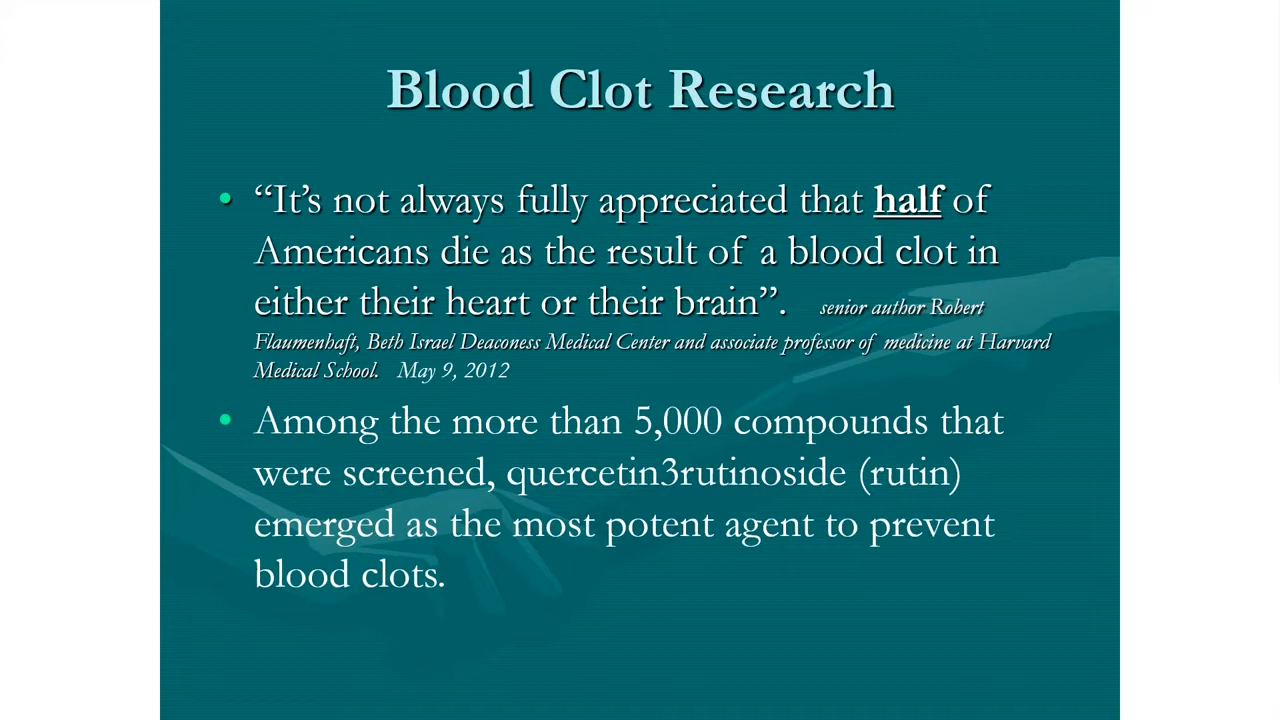 Blood Clot Research
• “It’s not always fully appreciated that half of
Americans die as the result of a blood clot in
either their heart or their brain”. senior author Robert
Flaumenhaft, Beth Israel Deaconess Medical Center and associate professor of medicine at Harvard
Medical School. May 9, 2012
• Among the more than 5,000 compounds that
were screened, quercetin3rutinoside (rutin)
emerged as the most potent agent to prevent
blood clots.